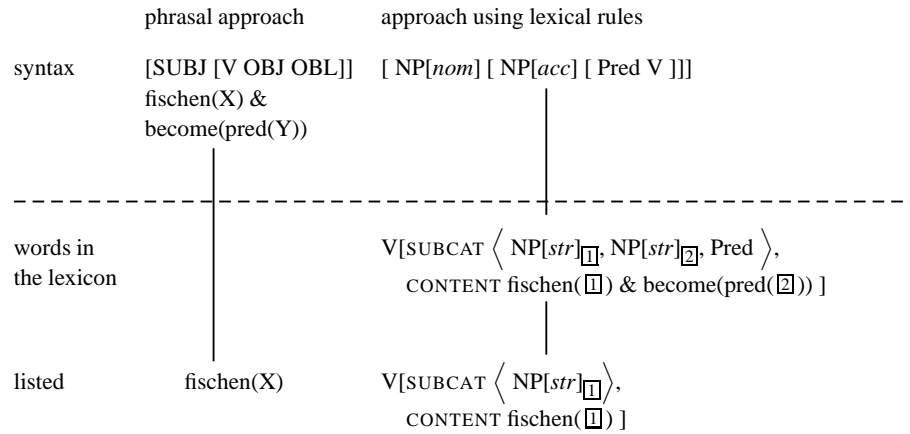 phrasal approach approach using lexical rules
syntax [SUBJ [V OBJ OBL]] [ NP[nom] [ NP[acc] [ Pred V ]]]
fischen(X) &
become(pred(Y))
words in V[SUBCAT ⟨ NP[str]1, NP[str]2, Pred ⟩,
the lexicon CONTENT fischen( 1 ) & become(pred( 2 )) ]
listed fischen(X) V[SUBCAT ⟨ NP[str]1 ⟩,
CONTENT fischen( 1 ) ]